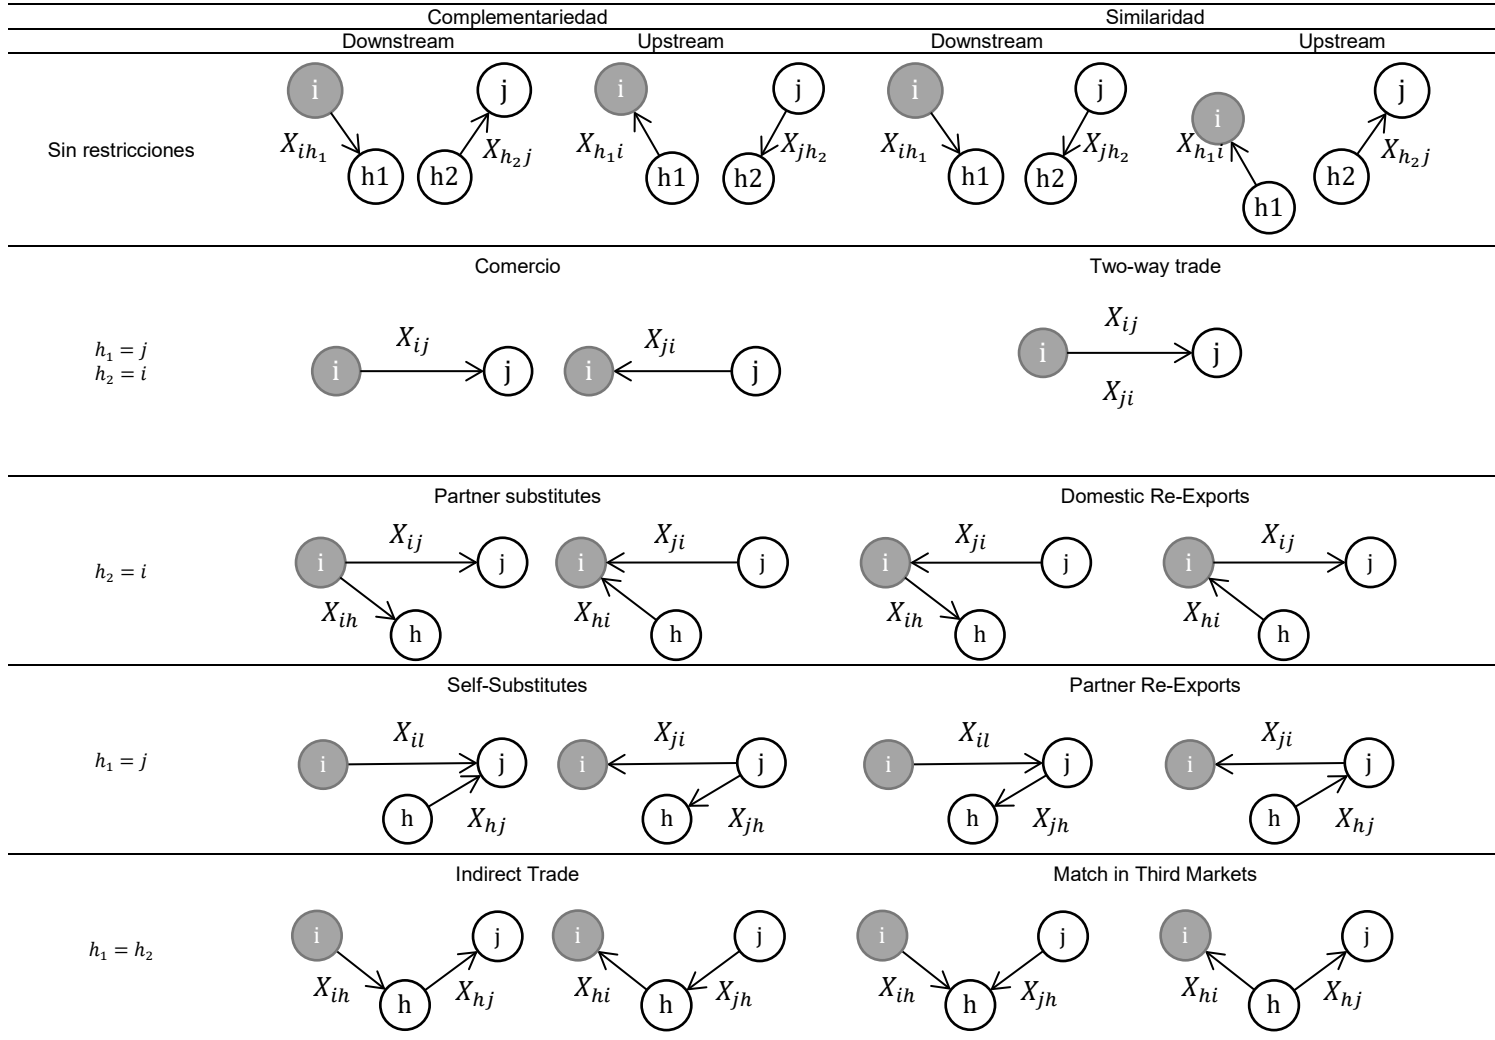 Complementariedad Similaridad
Downstream Upstream Downstream Upstream
i j i j i j i j
X_{ih_1} X_{h_2j} X_{h_1i} X_{jh_2} X_{ih_1} X_{jh_2} X_{h_1i} X_{h_2j}
Sin restricciones
h1 h2 h1 h2 h1 h2 h1 h2
Comercio Two-way trade
X_{ij} X_{ji} X_{ij}
h_1 = j
h_2 = i
i j i j i j
X_{ji}
Partner substitutes Domestic Re-Exports
X_{ij} X_{ji} X_{ji} X_{ij}
i j i j i j i j
h_2 = i
X_{ih} h X_{hi} h X_{ih} h X_{hi} h
Self-Substitutes Partner Re-Exports
X_{il} X_{ji} X_{il} X_{ji}
i j i j i j i j
h_1 = j
h X_{hj} h X_{jh} h X_{jh} h X_{hj}
Indirect Trade Match in Third Markets
i j i j i j i j
h_1 = h_2
X_{ih} h X_{hj} X_{hi} h X_{jh} X_{ih} h X_{jh} X_{hi} h X_{hj}